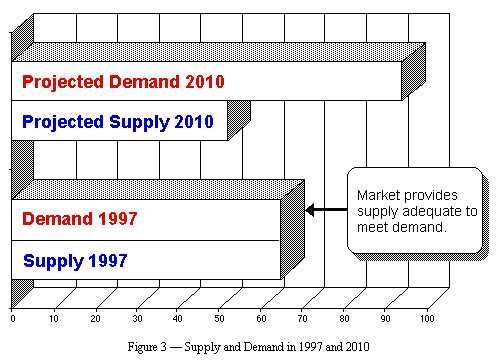 Projected Demand 2010
Projected Supply 2010
Demand 1997
Supply 1997
Market provides
supply adequate to
meet demand.
0 10 20 30 40 50 60 70 80 90 100
Figure 3 — Supply and Demand in 1997 and 2010